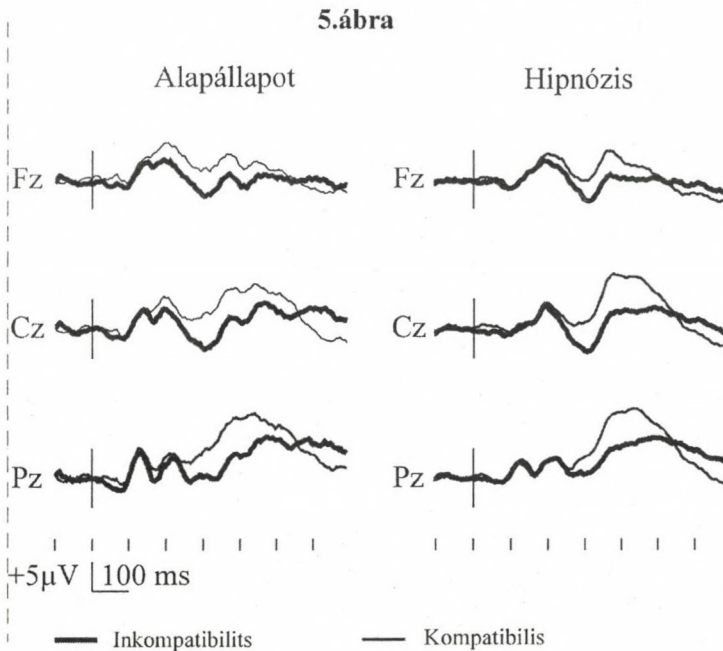 5.ábra
Alapállapot Hipnózis
Fz Fz
Cz Cz
Pz Pz
+5µV 100 ms
Inkompatibilits Kompatibilis